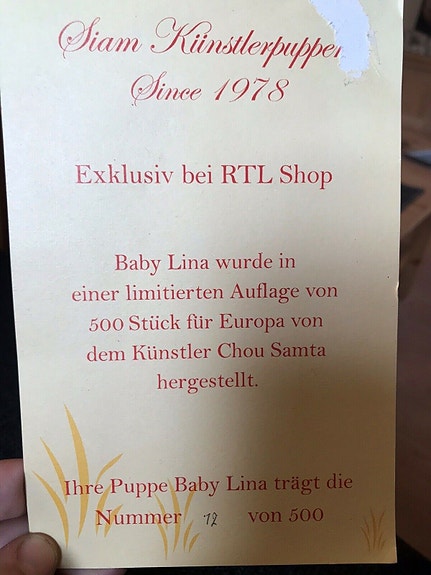 Siam Künstlerpuppen
Since 1978
Exklusiv bei RTL Shop
Baby Lina wurde in
einer limitierten Auflage von
500 Stück für Europa von
dem Künstler Chou Samta
hergestellt.
Ihre Puppe Baby Lina trägt die
Nummer 12 von 500